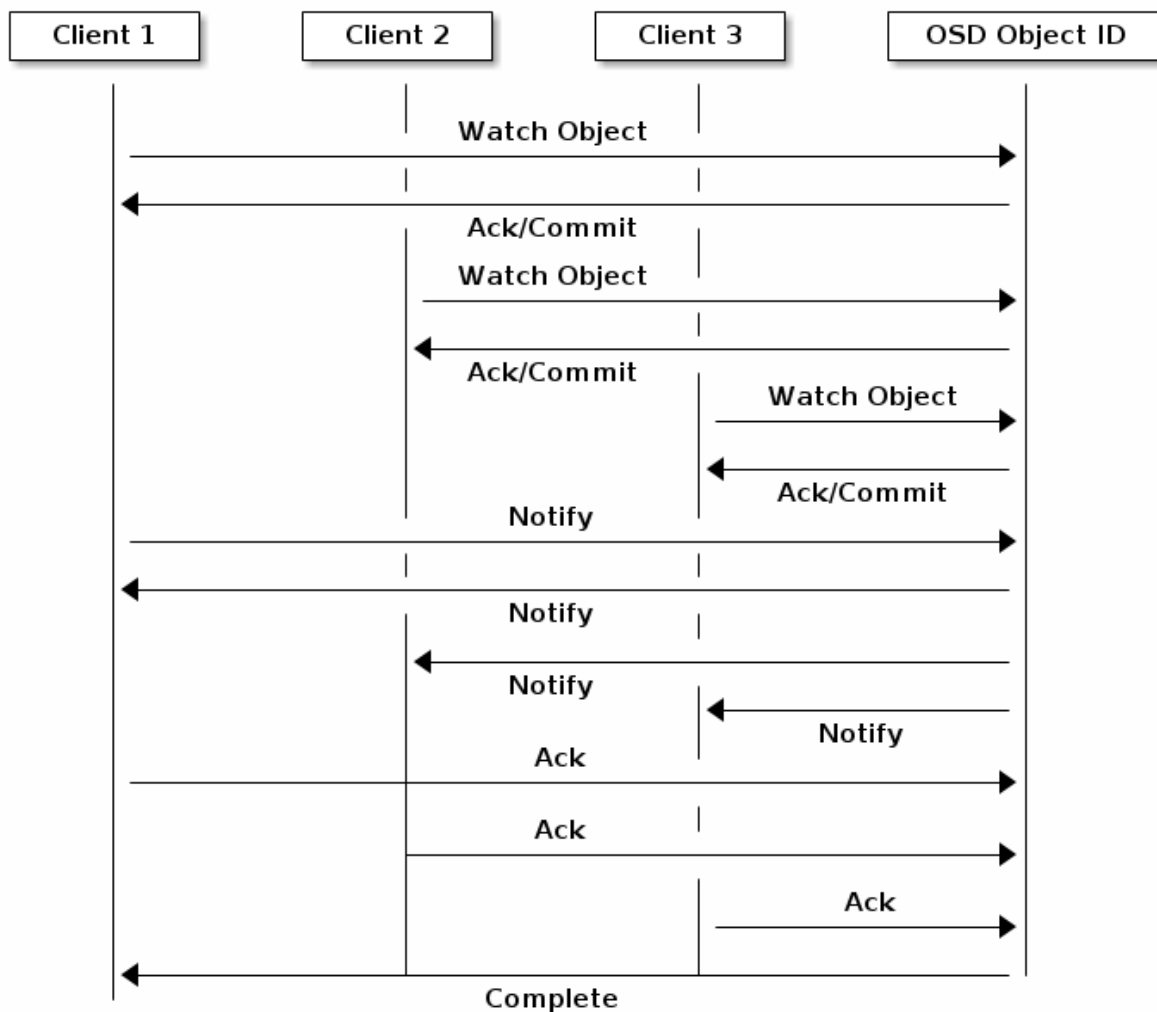 Client 1
Client 2
Client 3
OSD Object ID
Watch Object
Ack/Commit
Watch Object
Ack/Commit
Watch Object
Ack/Commit
Notify
Notify
Notify
Notify
Ack
Ack
Ack
Complete